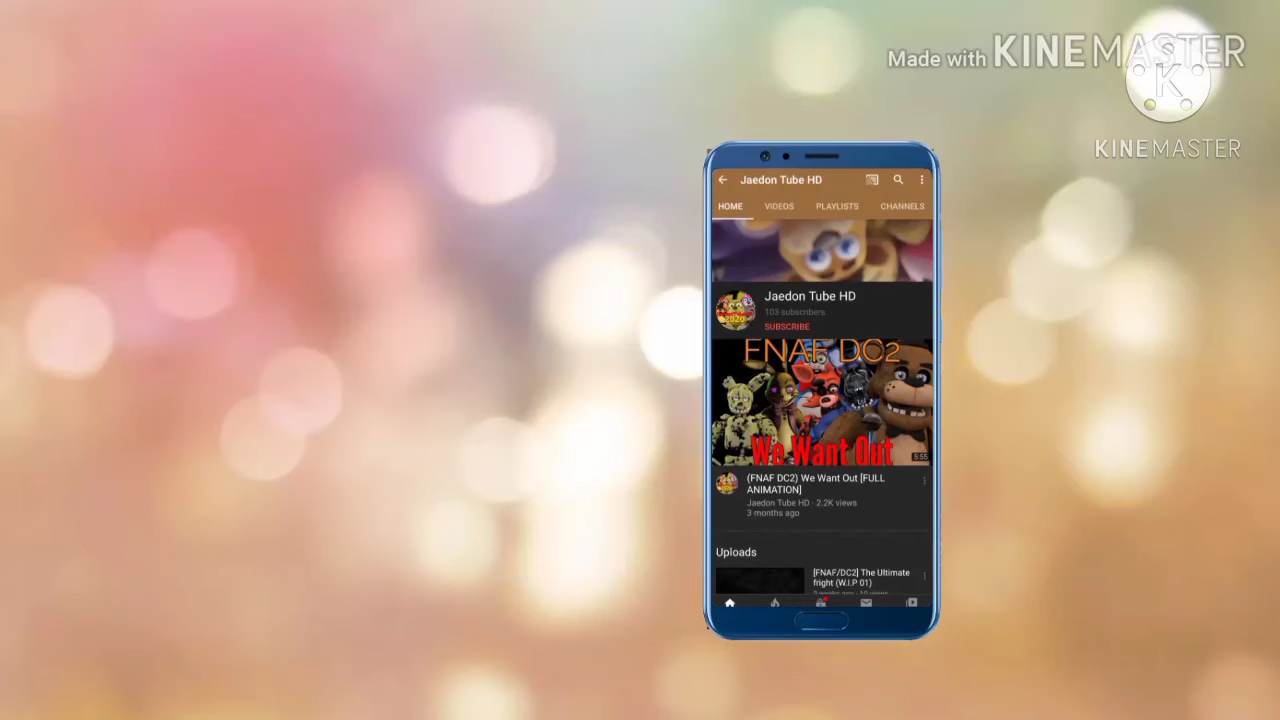 Made with KINEMASTER
K
KINEMASTER
Jaedon Tube HD
HOME VIDEOS PLAYLISTS CHANNELS
Jaedon Tube HD
103 subscribers
SUBSCRIBE
2020
FNAF DC2
We Want Out
5:55
(FNAF DC2) We Want Out [FULL
ANIMATION]
Jaedon Tube HD · 2.2K views
3 months ago
Uploads
[FNAF/DC2] The Ultimate
fright (W.I.P 01)